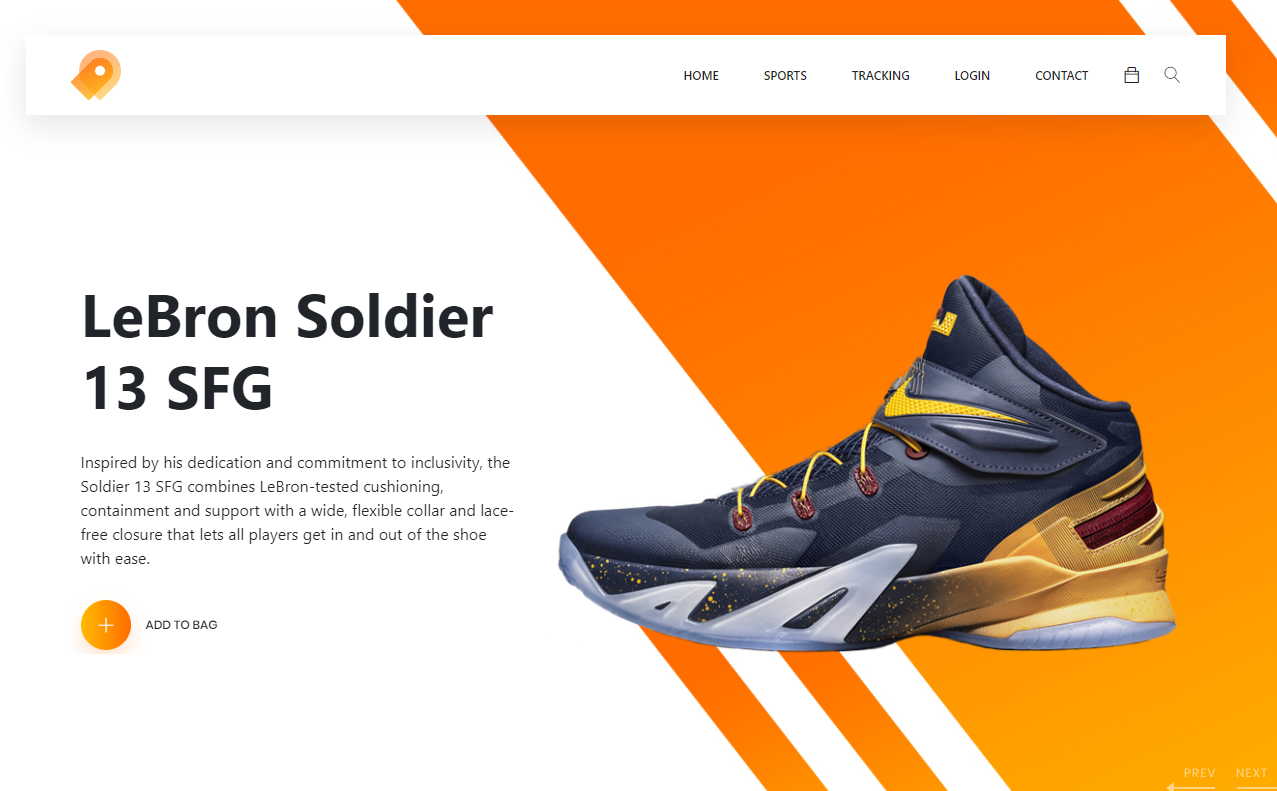 HOME SPORTS TRACKING LOGIN CONTACT
LeBron Soldier
13 SFG
Inspired by his dedication and commitment to inclusivity, the
Soldier 13 SFG combines LeBron-tested cushioning,
containment and support with a wide, flexible collar and lace-
free closure that lets all players get in and out of the shoe
with ease.
ADD TO BAG
PREV NEXT